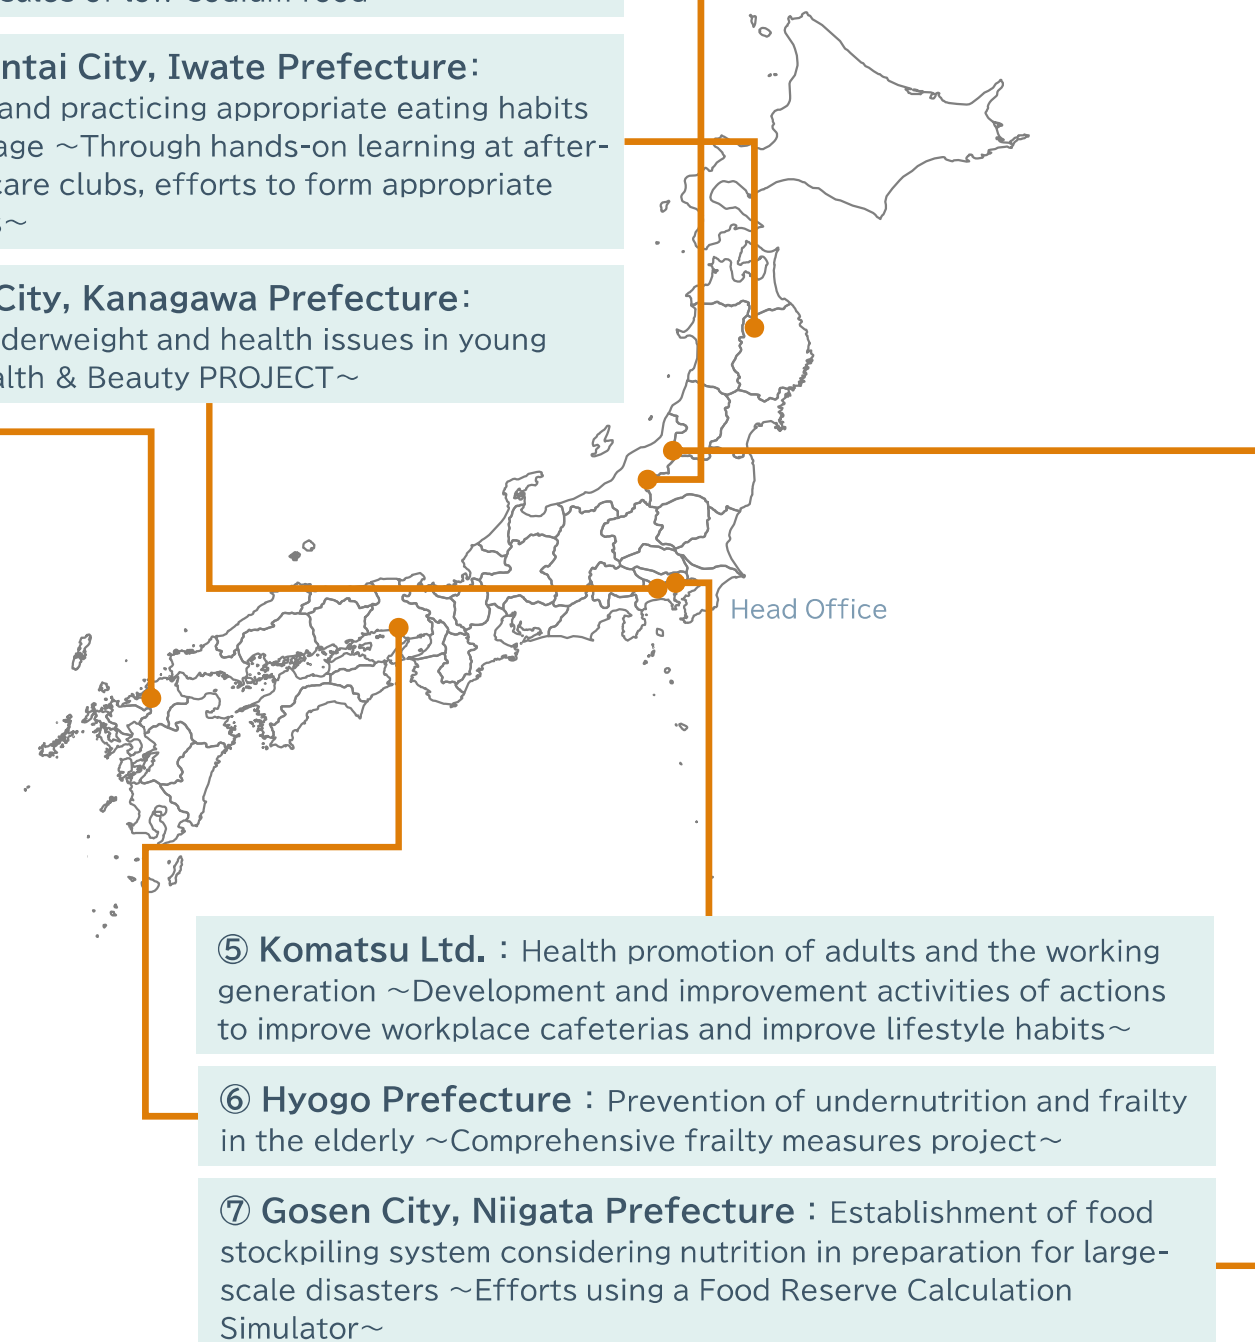 ntai City, Iwate Prefecture:
and practicing appropriate eating habits
age ～Through hands-on learning at after-
care clubs, efforts to form appropriate
s～
City, Kanagawa Prefecture:
derweight and health issues in young
alth & Beauty PROJECT～
Head Office
⑤ Komatsu Ltd.：Health promotion of adults and the working
generation ～Development and improvement activities of actions
to improve workplace cafeterias and improve lifestyle habits～
⑥ Hyogo Prefecture：Prevention of undernutrition and frailty
in the elderly ～Comprehensive frailty measures project～
⑦ Gosen City, Niigata Prefecture：Establishment of food
stockpiling system considering nutrition in preparation for large-
scale disasters ～Efforts using a Food Reserve Calculation
Simulator～